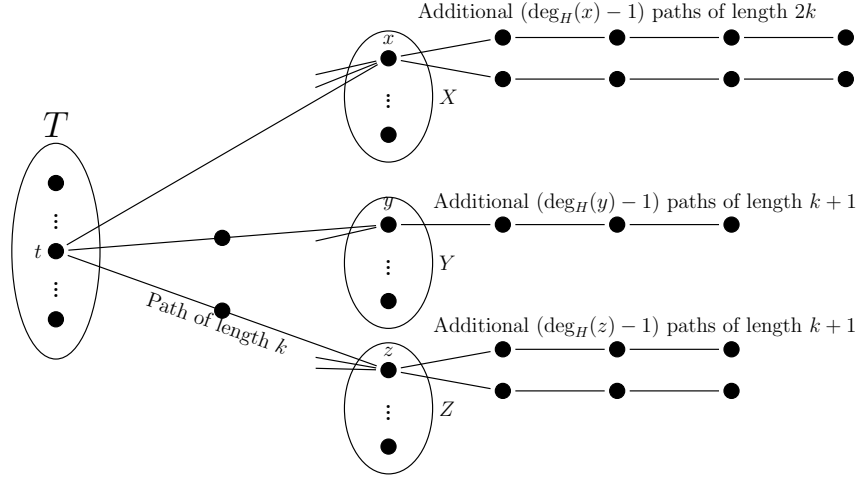 Additional (deg_H(x) − 1) paths of length 2k
x
X
T
t
Additional (deg_H(y) − 1) paths of length k + 1
y
Y
Path of length k
Additional (deg_H(z) − 1) paths of length k + 1
z
Z